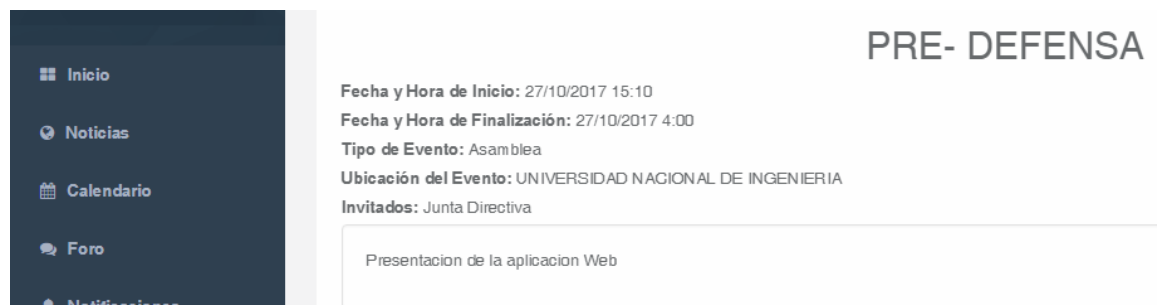 PRE- DEFENSA
Inicio
Noticias
Calendario
Foro
Notificaciones
Fecha y Hora de Inicio: 27/10/2017 15:10
Fecha y Hora de Finalización: 27/10/2017 4:00
Tipo de Evento: Asamblea
Ubicación del Evento: UNIVERSIDAD NACIONAL DE INGENIERIA
Invitados: Junta Directiva
Presentacion de la aplicacion Web